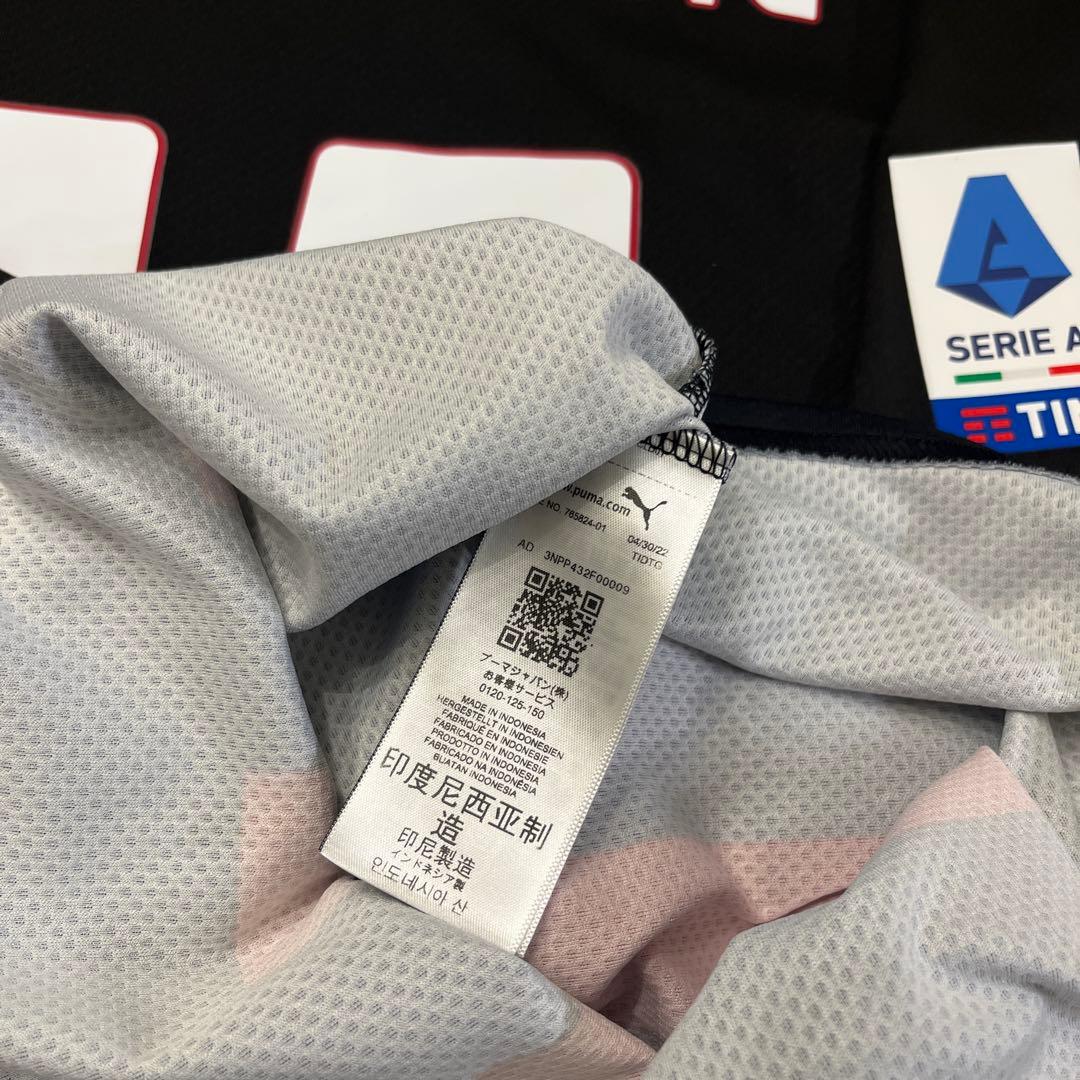 SERIE A
TIM
.puma.com
NO. 765824-01
04/30/22
TIDTG
AD 3NPP432F00009
プーマジャパン(株)
お客様サービス
0120-125-150
MADE IN INDONESIA
HERGESTELLT IN INDONESIEN
FABRIQUÉ EN INDONESIE
FABRICADO EN INDONESIE
PRODOTTO IN INDONESIA
FABRICADO NA INDONÉSIA
BUATAN INDONESIA
印度尼西亚制
造
印尼製造
インドネシア製
인도네시아 산